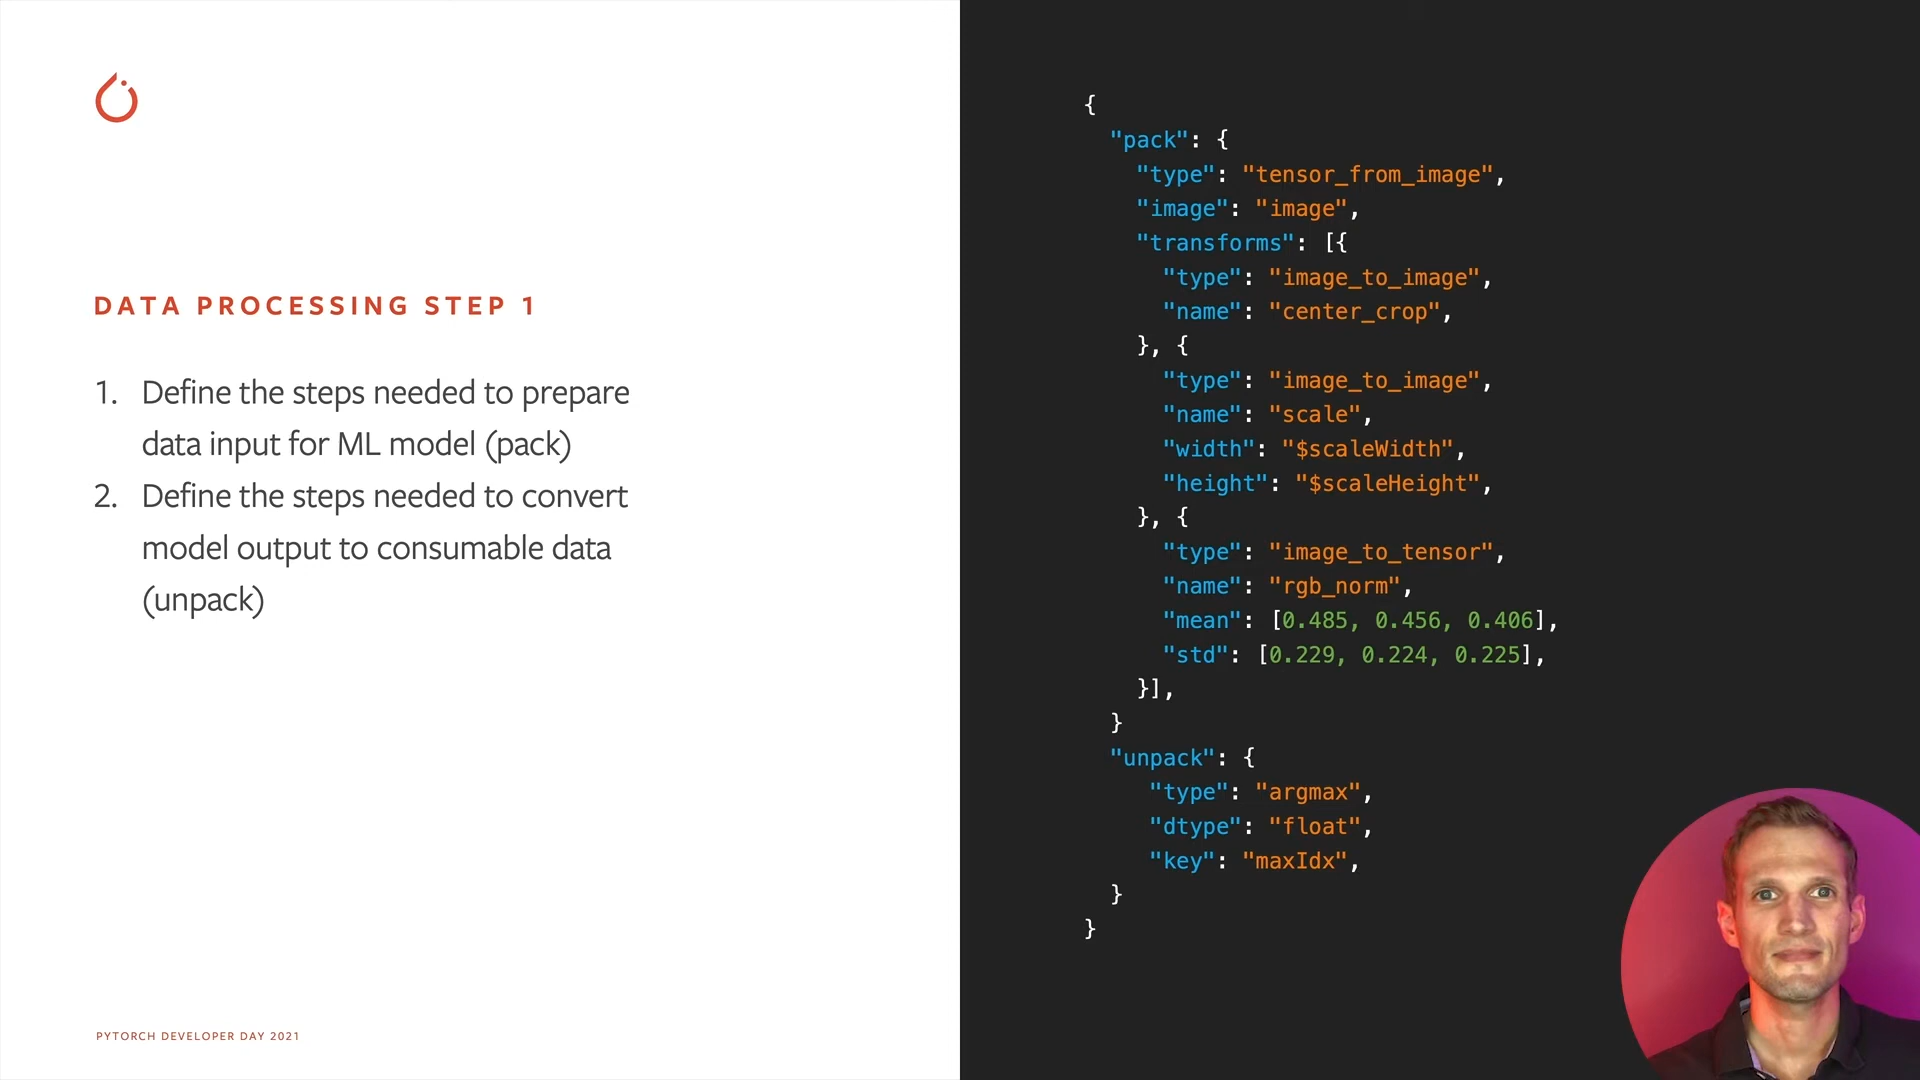 DATA PROCESSING STEP 1
1. Define the steps needed to prepare
data input for ML model (pack)
2. Define the steps needed to convert
model output to consumable data
(unpack)
PYTORCH DEVELOPER DAY 2021
{
  "pack": {
    "type": "tensor_from_image",
    "image": "image",
    "transforms": [{
      "type": "image_to_image",
      "name": "center_crop",
    }, {
      "type": "image_to_image",
      "name": "scale",
      "width": "$scaleWidth",
      "height": "$scaleHeight",
    }, {
      "type": "image_to_tensor",
      "name": "rgb_norm",
      "mean": [0.485, 0.456, 0.406],
      "std": [0.229, 0.224, 0.225],
    }],
  }
  "unpack": {
     "type": "argmax",
     "dtype": "float",
     "key": "maxIdx",
  }
}